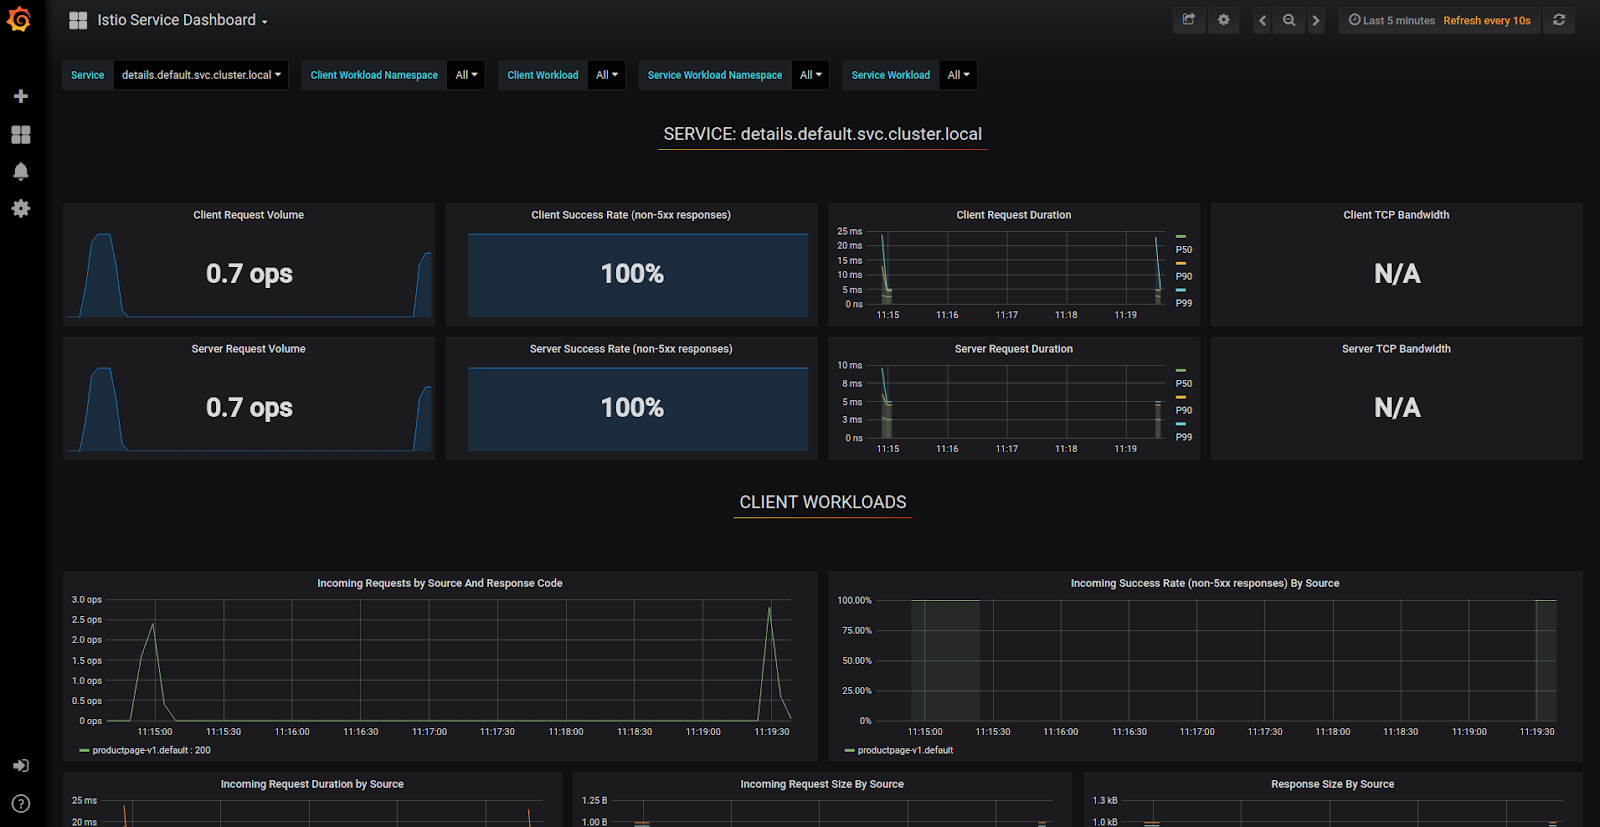 Istio Service Dashboard
Last 5 minutes Refresh every 10s
Service details.default.svc.cluster.local Client Workload Namespace All Client Workload All Service Workload Namespace All Service Workload All
SERVICE: details.default.svc.cluster.local
Client Request Volume
0.7 ops
Client Success Rate (non-5xx responses)
100%
Client Request Duration
25 ms
20 ms
15 ms
10 ms
5 ms
0 ns
11:15 11:16 11:17 11:18 11:19
P50
P90
P99
Client TCP Bandwidth
N/A
Server Request Volume
0.7 ops
Server Success Rate (non-5xx responses)
100%
Server Request Duration
10 ms
8 ms
5 ms
3 ms
0 ns
11:15 11:16 11:17 11:18 11:19
P50
P90
P99
Server TCP Bandwidth
N/A
CLIENT WORKLOADS
Incoming Requests by Source And Response Code
3.0 ops
2.5 ops
2.0 ops
1.5 ops
1.0 ops
0.5 ops
0 ops
11:15:00 11:15:30 11:16:00 11:16:30 11:17:00 11:17:30 11:18:00 11:18:30 11:19:00 11:19:30
productpage-v1.default : 200
Incoming Success Rate (non-5xx responses) By Source
100.00%
75.00%
50.00%
25.00%
0%
11:15:00 11:15:30 11:16:00 11:16:30 11:17:00 11:17:30 11:18:00 11:18:30 11:19:00 11:19:30
productpage-v1.default
Incoming Request Duration by Source
25 ms
20 ms
Incoming Request Size By Source
1.25 B
1.00 B
Response Size By Source
1.3 kB
1.0 kB